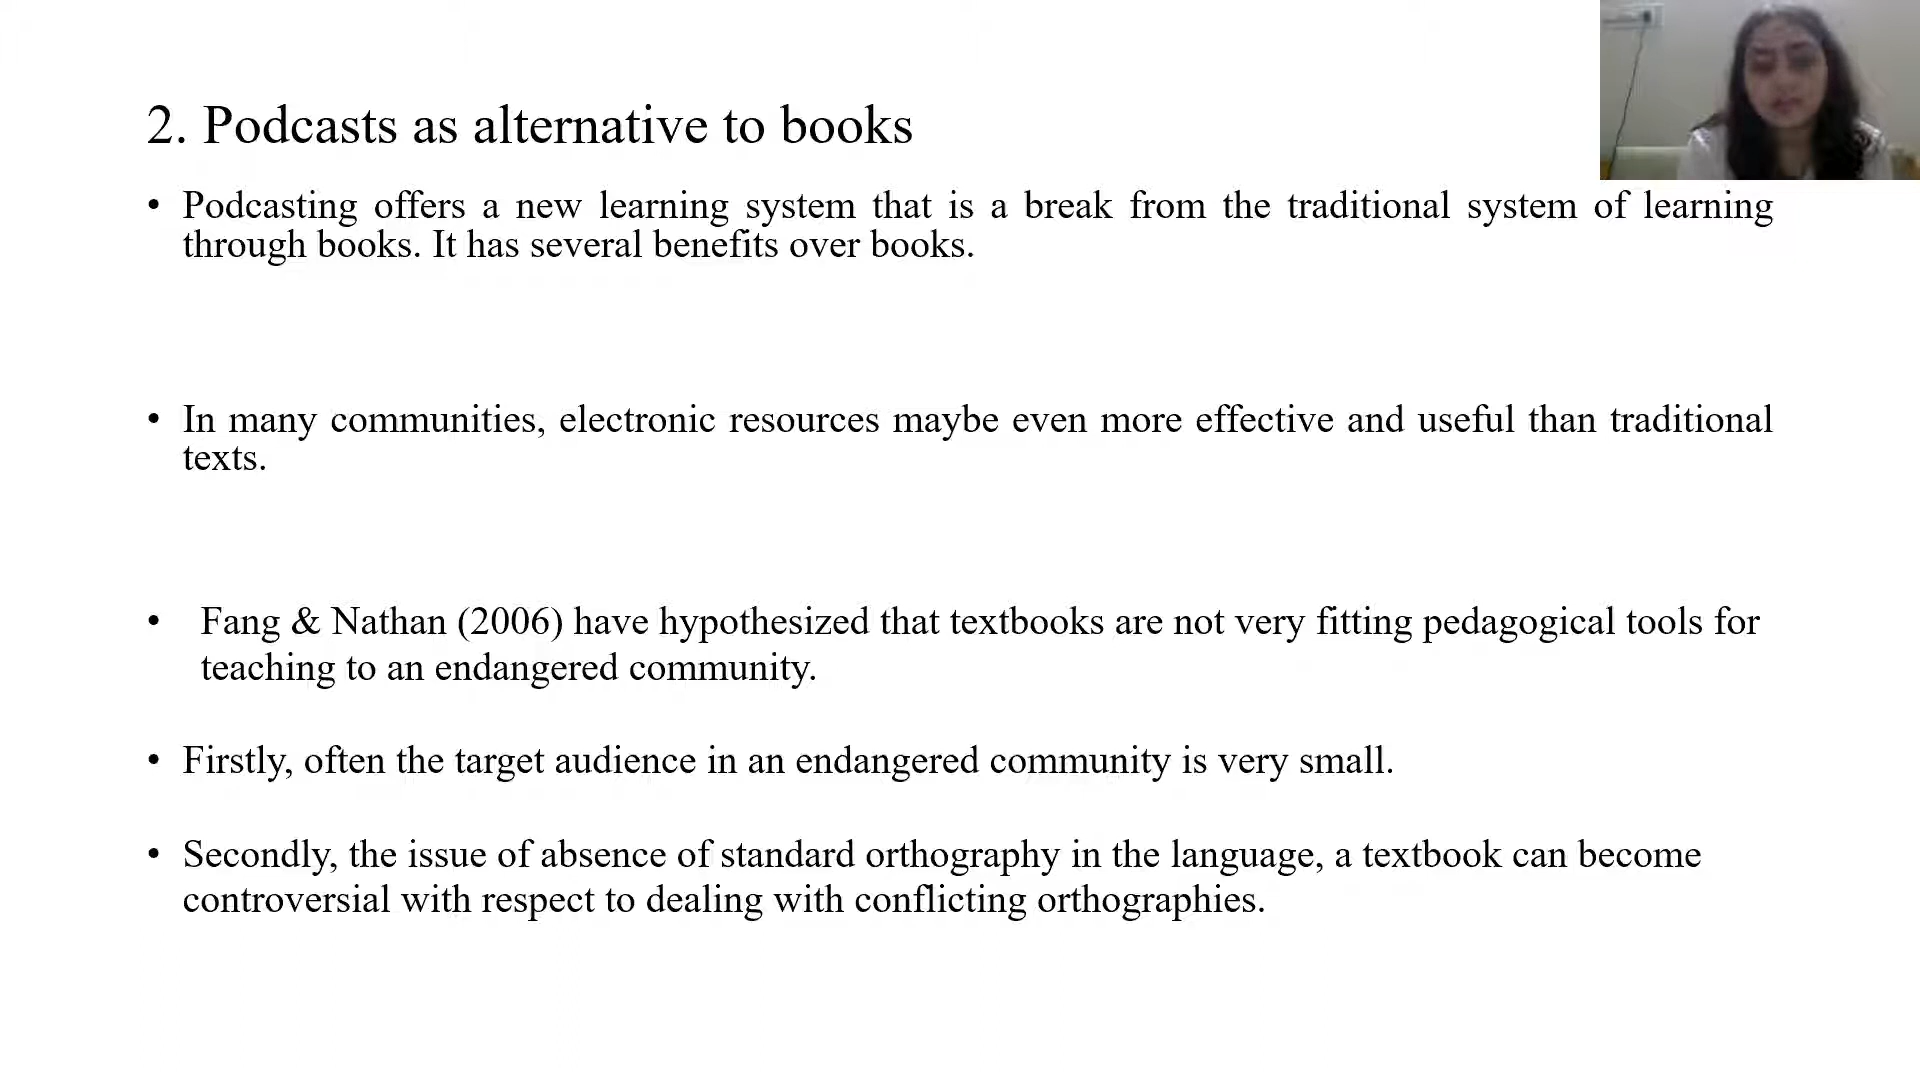 2. Podcasts as alternative to books
• Podcasting offers a new learning system that is a break from the traditional system of learning
through books. It has several benefits over books.
• In many communities, electronic resources maybe even more effective and useful than traditional
texts.
• Fang & Nathan (2006) have hypothesized that textbooks are not very fitting pedagogical tools for
teaching to an endangered community.
• Firstly, often the target audience in an endangered community is very small.
• Secondly, the issue of absence of standard orthography in the language, a textbook can become
controversial with respect to dealing with conflicting orthographies.